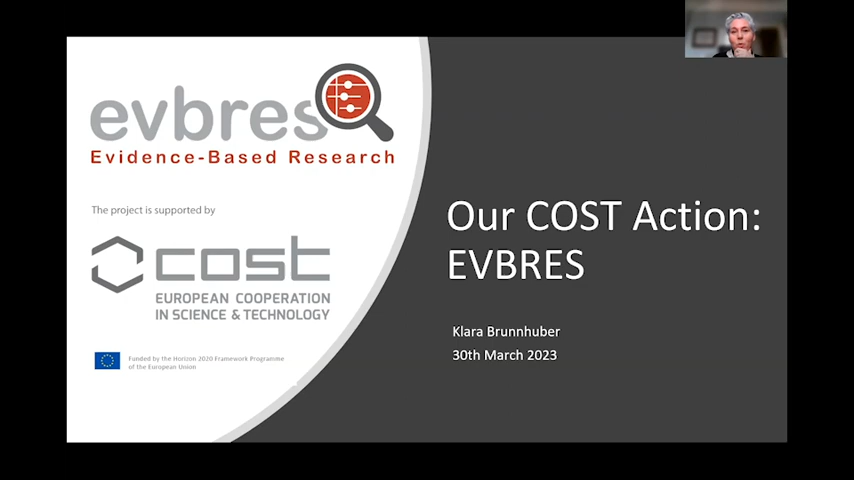 evbres
Evidence-Based Research
The project is supported by
cost
EUROPEAN COOPERATION
IN SCIENCE & TECHNOLOGY
Funded by the Horizon 2020 Framework Programme
of the European Union
Our COST Action:
EVBRES
Klara Brunnhuber
30th March 2023